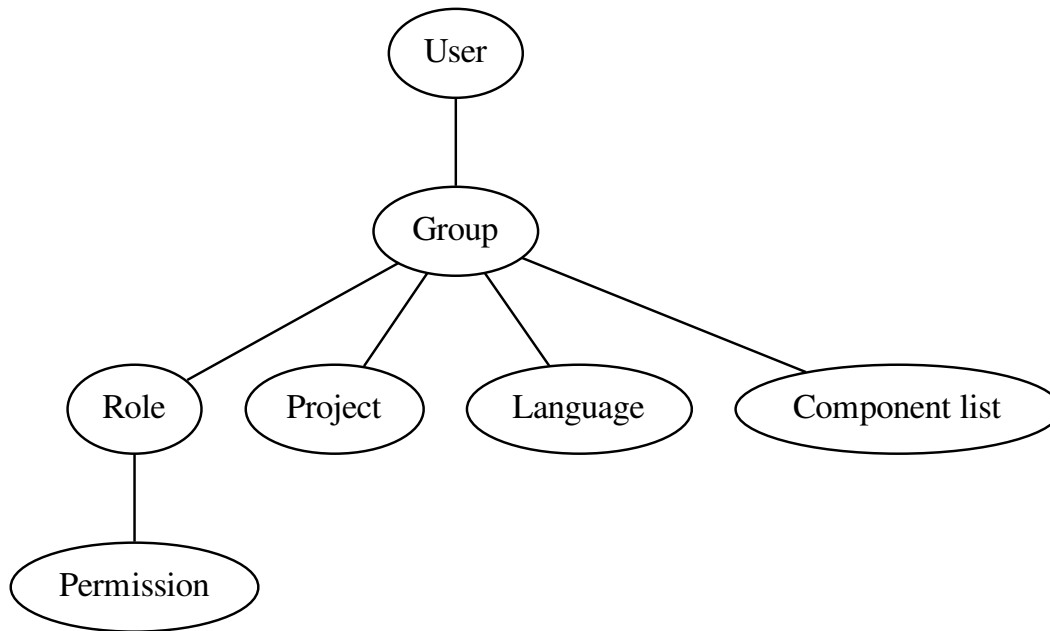 User
Group
Role
Project
Language
Component list
Permission